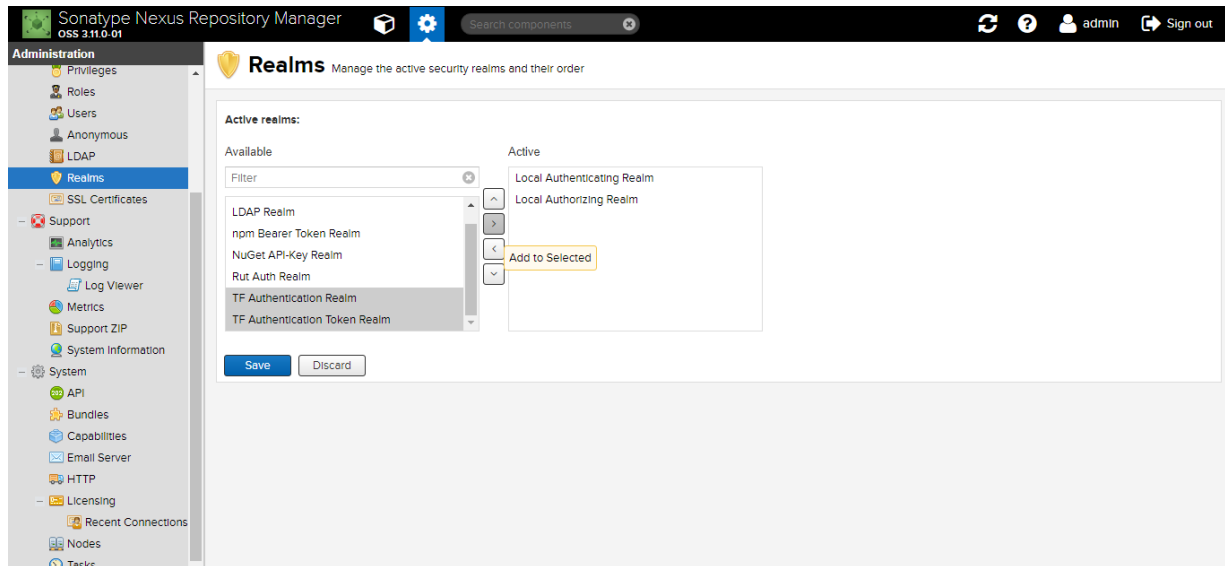 Sonatype Nexus Repository Manager
OSS 3.11.0-01
Search components
admin
Sign out
Administration
Privileges
Roles
Users
Anonymous
LDAP
Realms
SSL Certificates
Support
Analytics
Logging
Log Viewer
Metrics
Support ZIP
System Information
System
API
Bundles
Capabilities
Email Server
HTTP
Licensing
Recent Connections
Nodes
Tasks
Realms Manage the active security realms and their order
Active realms:
Available
Filter
LDAP Realm
npm Bearer Token Realm
NuGet API-Key Realm
Rut Auth Realm
TF Authentication Realm
TF Authentication Token Realm
Active
Local Authenticating Realm
Local Authorizing Realm
Add to Selected
Save Discard